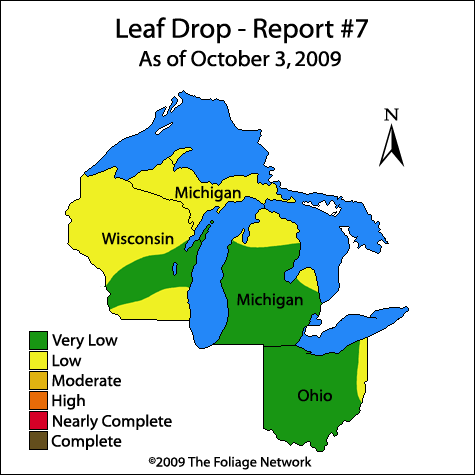 Leaf Drop - Report #7
As of October 3, 2009
N
Michigan
Wisconsin
Michigan
Ohio
Very Low
Low
Moderate
High
Nearly Complete
Complete
©2009 The Foliage Network